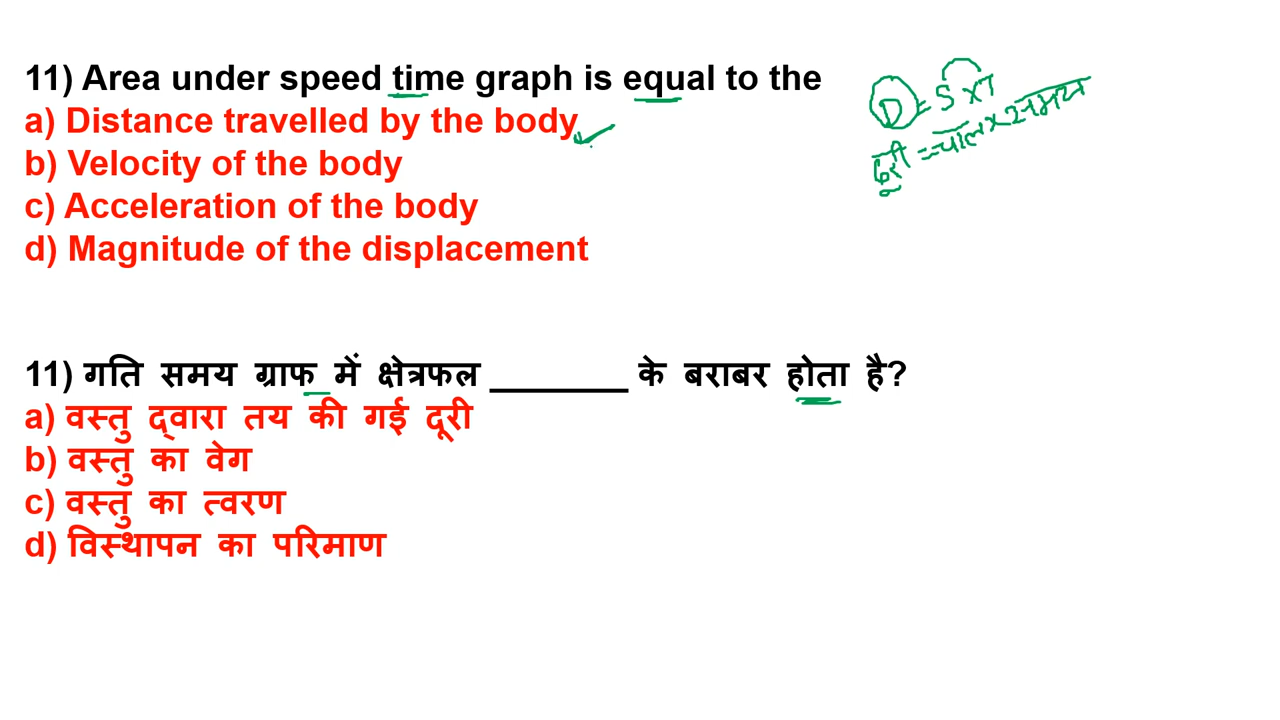 11) Area under speed time graph is equal to the
a) Distance travelled by the body
b) Velocity of the body
c) Acceleration of the body
d) Magnitude of the displacement
D = S × T
दूरी = चाल × समय
11) गति समय ग्राफ में क्षेत्रफल _______ के बराबर होता है?
a) वस्तु द्वारा तय की गई दूरी
b) वस्तु का वेग
c) वस्तु का त्वरण
d) विस्थापन का परिमाण